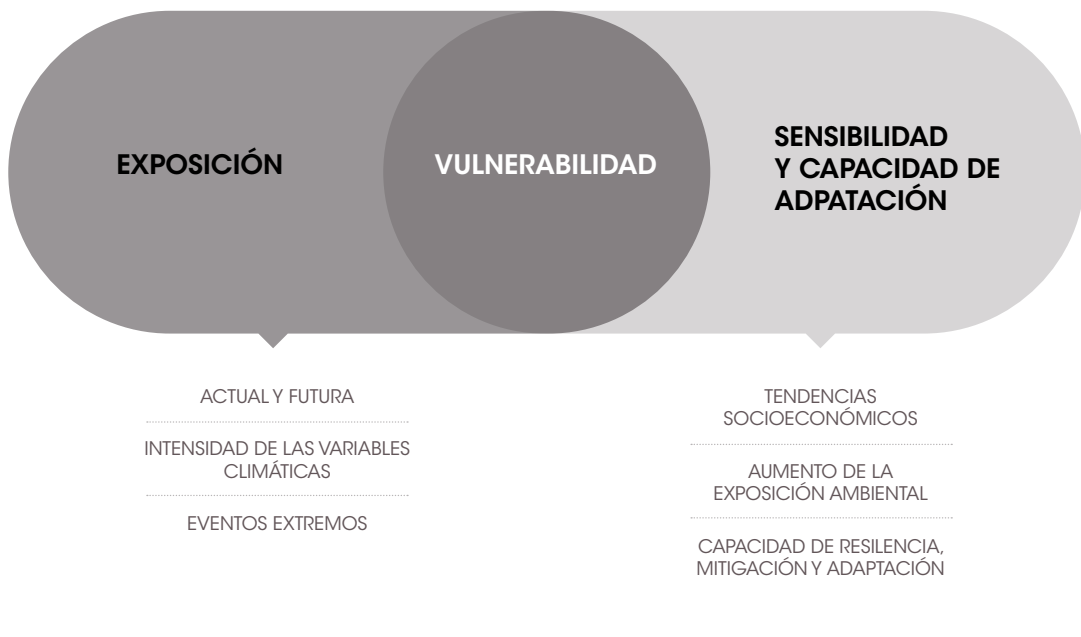 EXPOSICIÓN
VULNERABILIDAD
SENSIBILIDAD
Y CAPACIDAD DE
ADPATACIÓN
ACTUAL Y FUTURA
INTENSIDAD DE LAS VARIABLES
CLIMÁTICAS
EVENTOS EXTREMOS
TENDENCIAS
SOCIOECONÓMICOS
AUMENTO DE LA
EXPOSICIÓN AMBIENTAL
CAPACIDAD DE RESILENCIA,
MITIGACIÓN Y ADAPTACIÓN